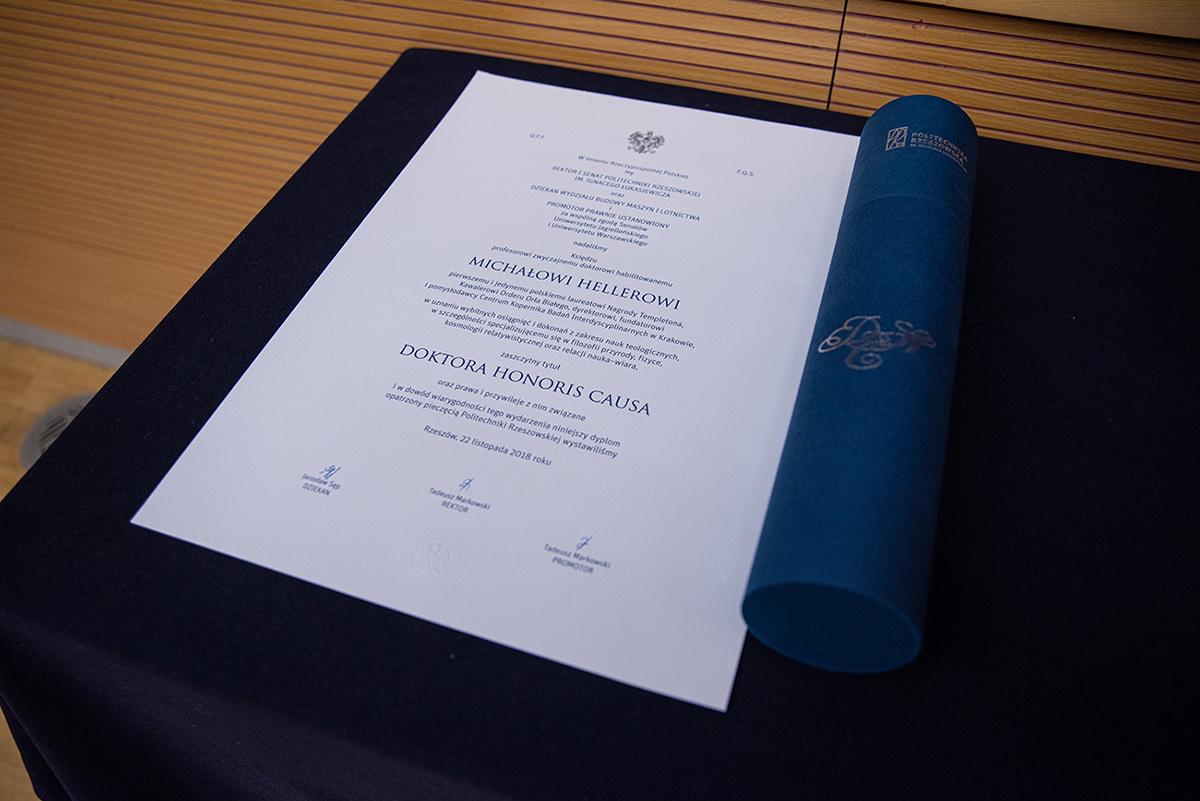 Q.F.F.
F.Q.S.
W imieniu Rzeczypospolitej Polskiej
my
REKTOR I SENAT POLITECHNIKI RZESZOWSKIEJ
IM. IGNACEGO ŁUKASIEWICZA
oraz
DZIEKAN WYDZIAŁU BUDOWY MASZYN I LOTNICTWA
i
PROMOTOR PRAWNIE USTANOWIONY
za wspólną zgodą Senatów
Uniwersytetu Jagiellońskiego
i Uniwersytetu Warszawskiego
nadaliśmy
Księdzu
profesorowi zwyczajnemu doktorowi habilitowanemu
MICHAŁOWI HELLEROWI
pierwszemu i jedynemu polskiemu laureatowi Nagrody Templetona,
Kawalerowi Orderu Orła Białego, dyrektorowi, fundatorowi
i pomysłodawcy Centrum Kopernika Badań Interdyscyplinarnych w Krakowie,
w uznaniu wybitnych osiągnięć i dokonań z zakresu nauk teologicznych,
w szczególności specjalizującemu się w filozofii przyrody, fizyce,
kosmologii relatywistycznej oraz relacji nauka–wiara,
zaszczytny tytuł
DOKTORA HONORIS CAUSA
oraz prawa i przywileje z nim związane
i w dowód wiarygodności tego wydarzenia niniejszy dyplom
opatrzony pieczęcią Politechniki Rzeszowskiej wystawiliśmy
Rzeszów, 22 listopada 2018 roku
Jarosław Sęp
DZIEKAN
Tadeusz Markowski
REKTOR
Tadeusz Markowski
PROMOTOR
POLITECHNIKA
RZESZOWSKA